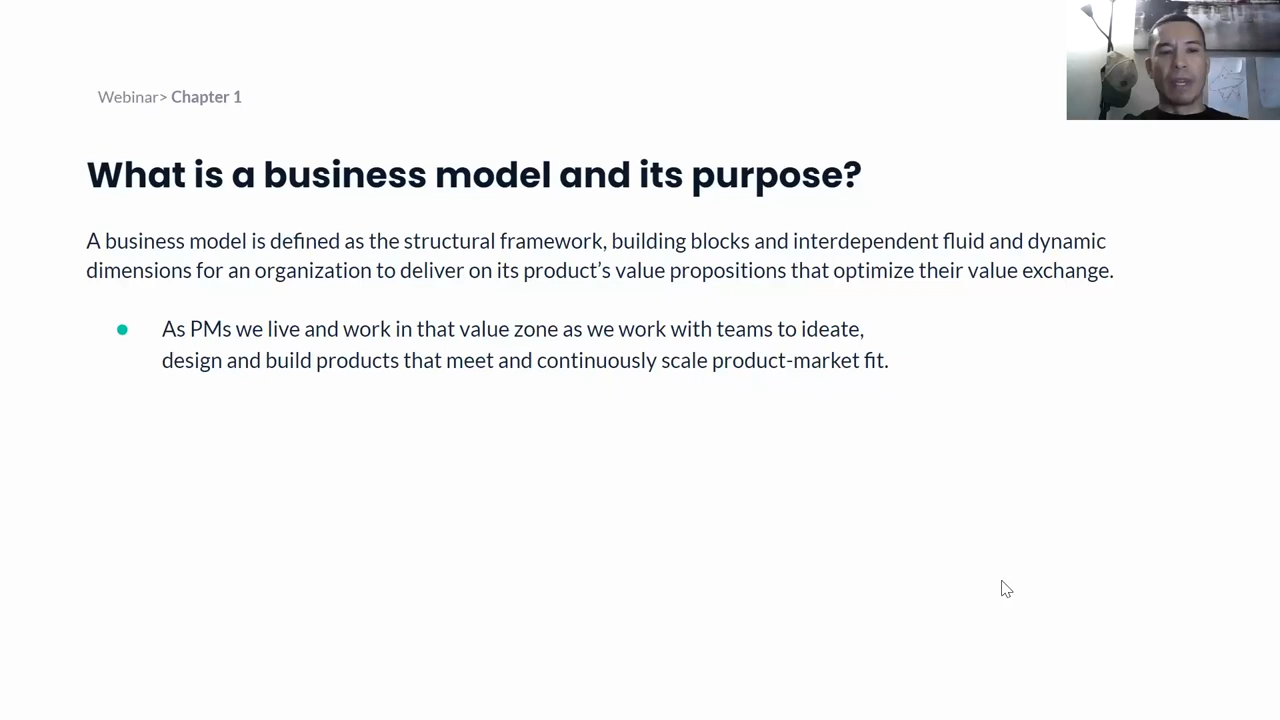 Webinar> Chapter 1
What is a business model and its purpose?
A business model is defined as the structural framework, building blocks and interdependent fluid and dynamic
dimensions for an organization to deliver on its product’s value propositions that optimize their value exchange.
As PMs we live and work in that value zone as we work with teams to ideate,
design and build products that meet and continuously scale product-market fit.